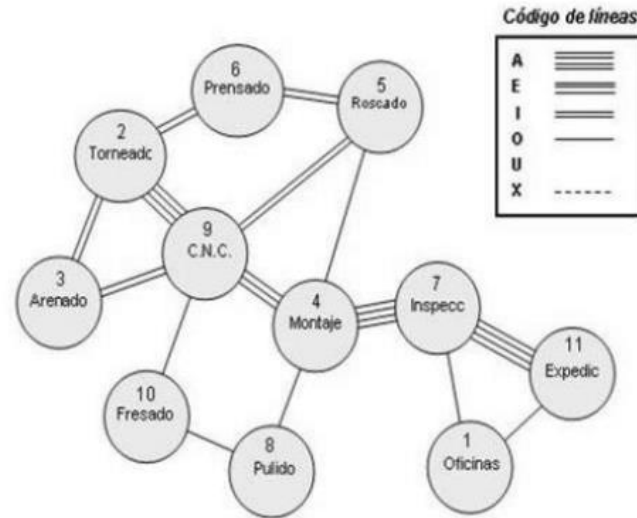 Código de líneas
A
E
I
O
U
X
6
Prensado
5
Roscado
2
Torneadc
9
C.N.C.
3
Arenado
4
Montaje
7
Inspecc
11
Expedic
10
Fresado
8
Pulido
1
Oficinas